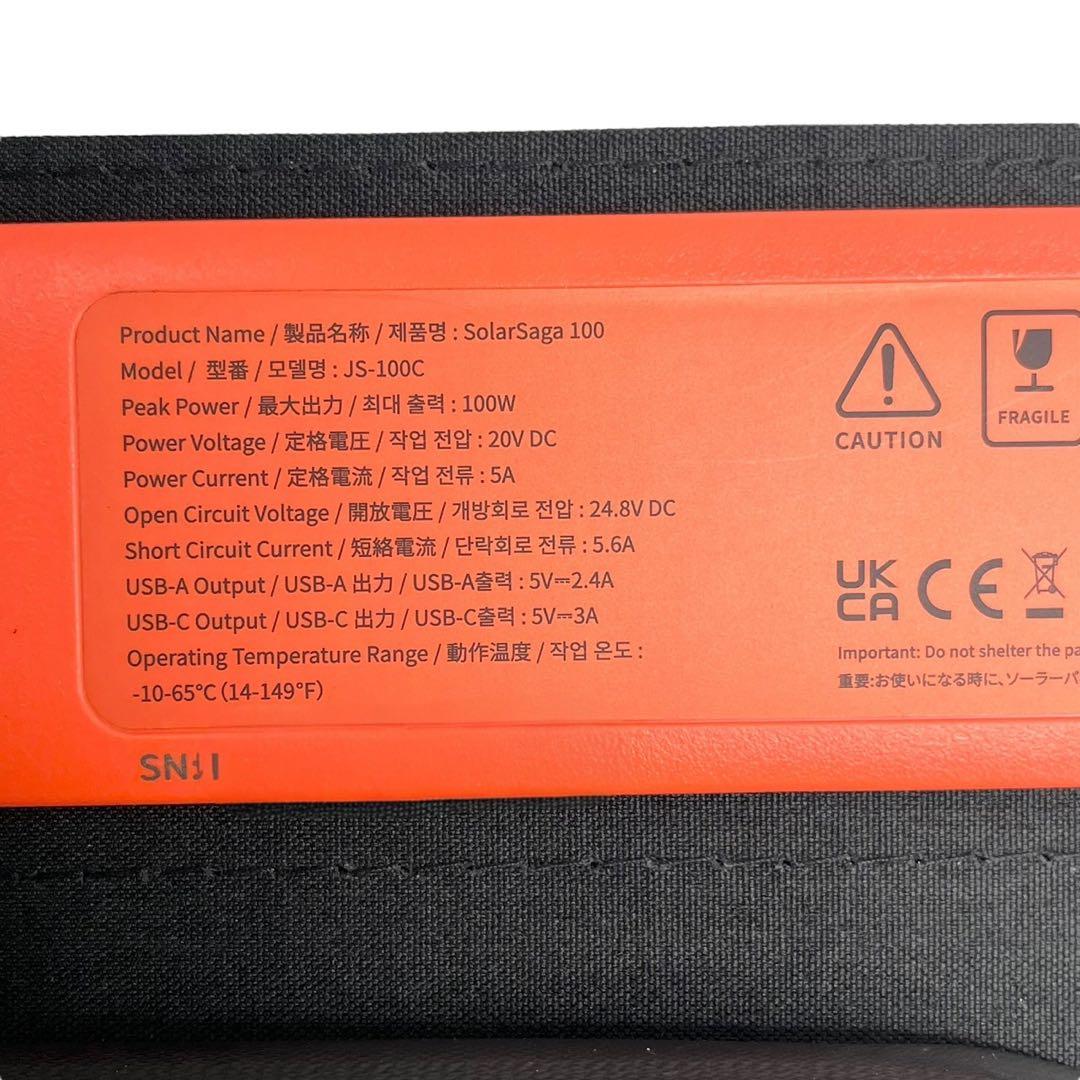 Product Name / 製品名称 / 제품명 : SolarSaga 100
Model / 型番 / 모델명 : JS-100C
Peak Power / 最大出力 / 최대 출력 : 100W
Power Voltage / 定格電圧 / 작업 전압 : 20V DC
Power Current / 定格電流 / 작업 전류 : 5A
Open Circuit Voltage / 開放電圧 / 개방회로 전압 : 24.8V DC
Short Circuit Current / 短絡電流 / 단락회로 전류 : 5.6A
USB-A Output / USB-A 出力 / USB-A출력 : 5V⎓2.4A
USB-C Output / USB-C 出力 / USB-C출력 : 5V⎓3A
Operating Temperature Range / 動作温度 / 작업 온도 :
-10-65℃ (14-149℉)
CAUTION
FRAGILE
UK
CA
CE
Important: Do not shelter the
重要:お使いになる時に、ソーラーパ
SN